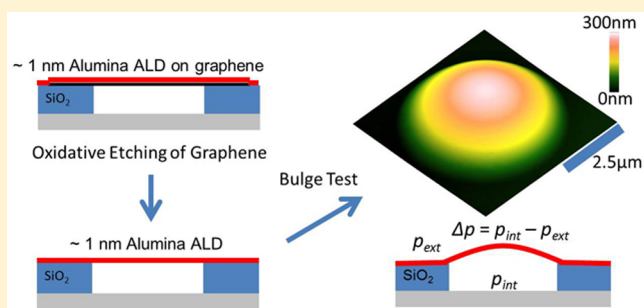 ~ 1 nm Alumina ALD on graphene
SiO₂
Oxidative Etching of Graphene
~ 1 nm Alumina ALD
SiO₂
Bulge Test
300nm
0nm
2.5μm
Δp = pᵢₙₜ – pₑₓₜ
pₑₓₜ
SiO₂
pᵢₙₜ